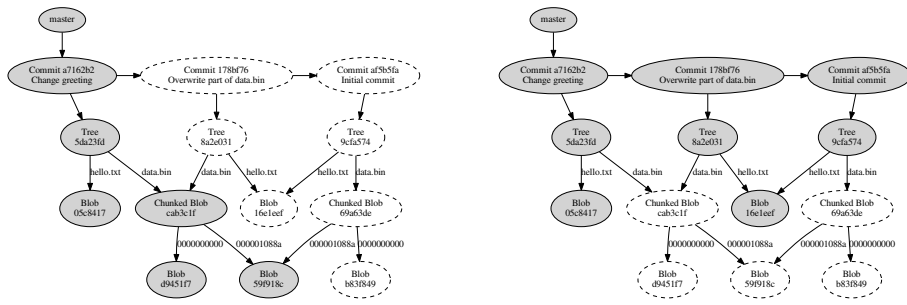 master
Commit a7162b2
Change greeting
Commit 178bf76
Overwrite part of data.bin
Commit af5b5fa
Initial commit
Tree
5da23fd
Tree
8a2e031
Tree
9cfa574
hello.txt
data.bin
data.bin
hello.txt
hello.txt
data.bin
Blob
05c8417
Chunked Blob
cab3c1f
Blob
16e1eef
Chunked Blob
69a63de
0000000000
000001088a
000001088a
0000000000
Blob
d9451f7
Blob
59f918c
Blob
b83f849
master
Commit a7162b2
Change greeting
Commit 178bf76
Overwrite part of data.bin
Commit af5b5fa
Initial commit
Tree
5da23fd
Tree
8a2e031
Tree
9cfa574
hello.txt
data.bin
data.bin
hello.txt
hello.txt
data.bin
Blob
05c8417
Chunked Blob
cab3c1f
Blob
16e1eef
Chunked Blob
69a63de
0000000000
000001088a
000001088a
0000000000
Blob
d9451f7
Blob
59f918c
Blob
b83f849